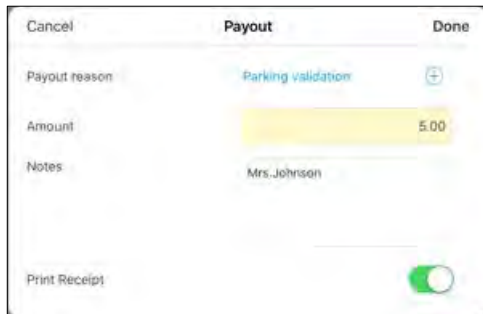 Cancel Payout Done
Payout reason Parking validation
Amount 5.00
Notes Mrs.Johnson
Print Receipt